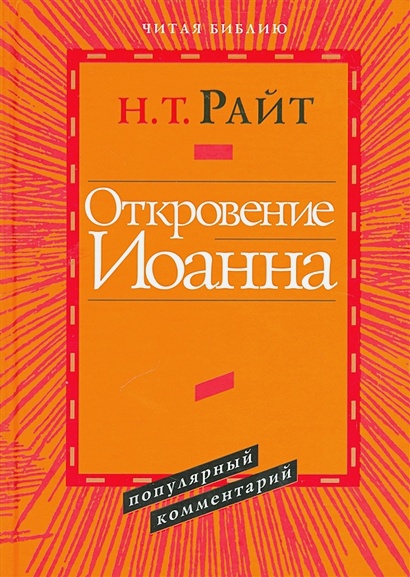 ЧИТАЯ БИБЛИЮ
Н.Т. РАЙТ
ОТКРОВЕНИЕ
ИОАННА
популярный
комментарий